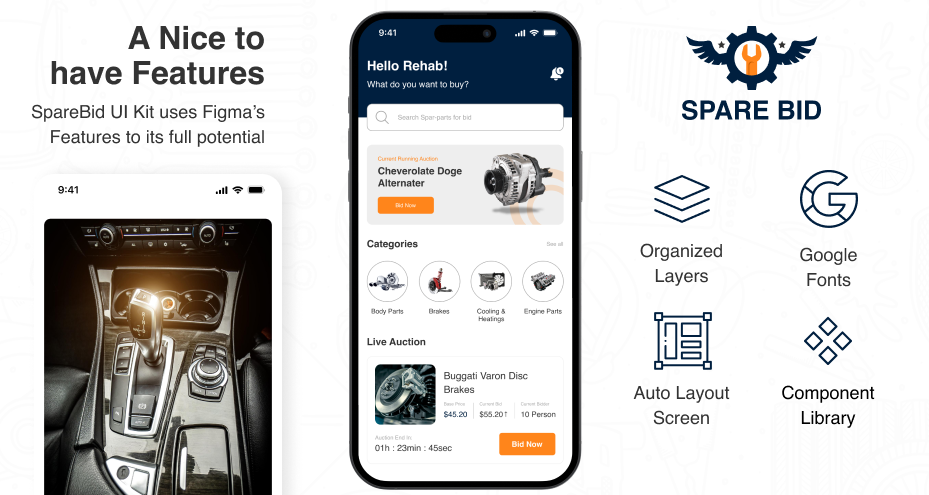 A Nice to
have Features
SpareBid UI Kit uses Figma's
Features to its full potential
9:41
9:41
Hello Rehab!
What do you want to buy?
Search Spar-parts for bid
Current Running Auction
Cheverolate Doge
Alternater
Bid Now
Categories
See all
Body Parts
Brakes
Cooling &
Heatings
Engine Parts
Live Auction
Buggati Varon Disc
Brakes
Base Price
Current Bid
Current Bidder
$45.20
$55.20↑
10 Person
Auction End In:
01h : 23min : 45sec
Bid Now
SPARE BID
Organized
Layers
Google
Fonts
Auto Layout
Screen
Component
Library